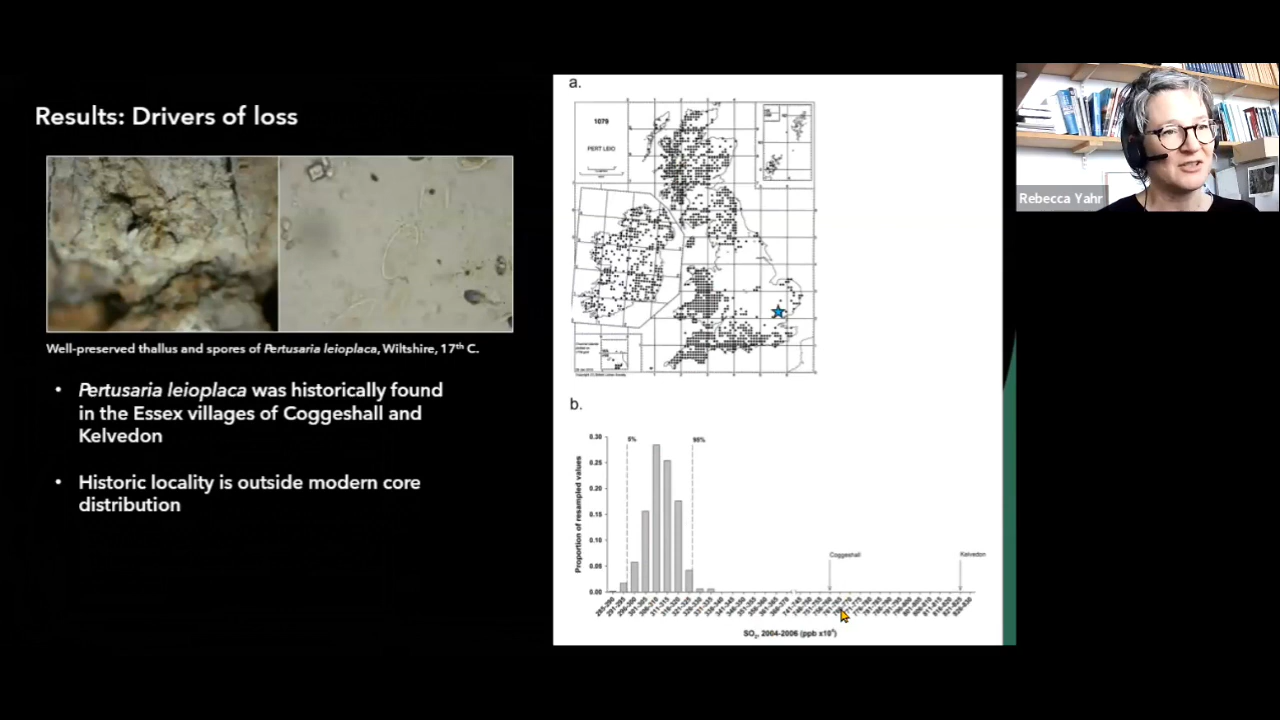 Results: Drivers of loss
Well-preserved thallus and spores of Pertusaria leioplaca, Wiltshire, 17th C.
• Pertusaria leioplaca was historically found
in the Essex villages of Coggeshall and
Kelvedon
• Historic locality is outside modern core
distribution
a.
1079
PERT LEIO
b.
Proportion of resampled values
0.30
0.25
0.20
0.15
0.10
0.05
0.00
Coggeshall
Kelvedon
SO2, 2004-2006 (ppb x10
Rebecca Yahr